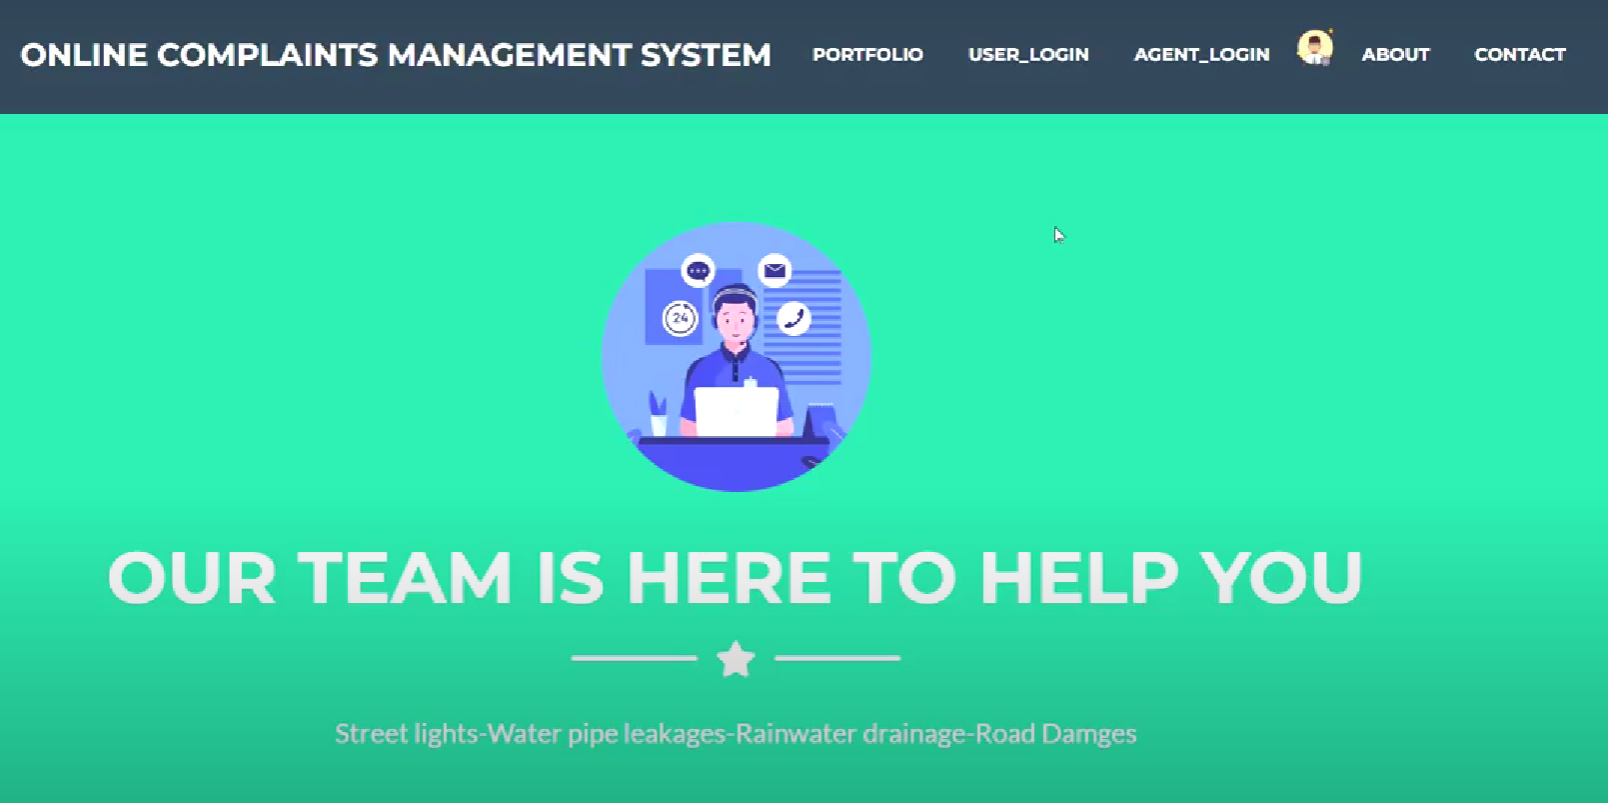 ONLINE COMPLAINTS MANAGEMENT SYSTEM PORTFOLIO USER_LOGIN AGENT_LOGIN ABOUT CONTACT
24
OUR TEAM IS HERE TO HELP YOU
Street lights-Water pipe leakages-Rainwater drainage-Road Damges